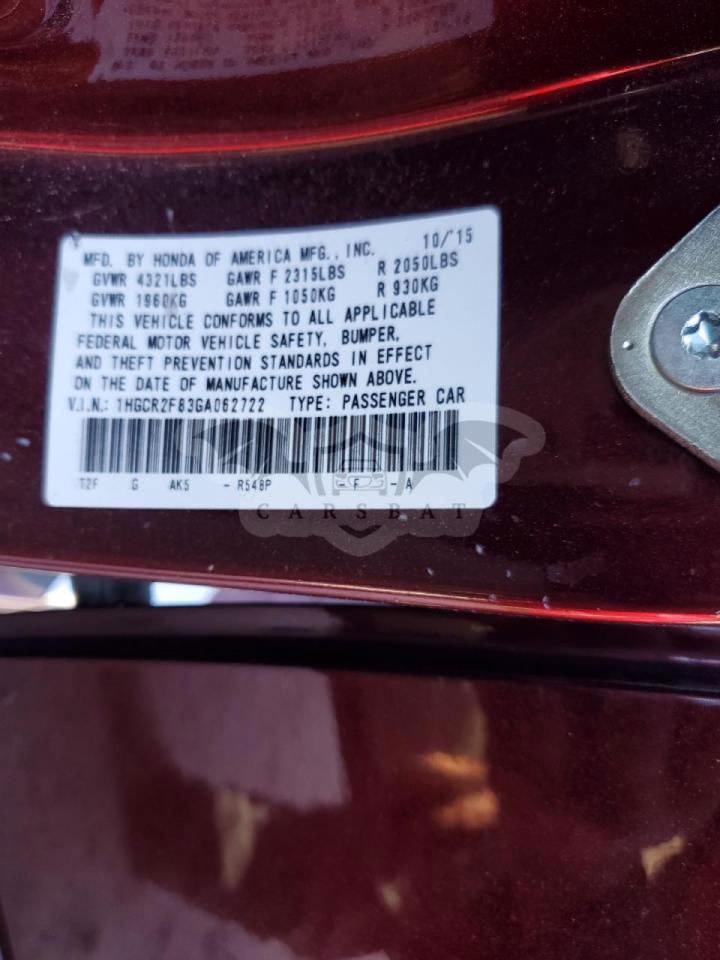 MFD. BY HONDA OF AMERICA MFG., INC. 10/'15
GVWR 4321LBS GAWR F 2315LBS R 2050LBS
GVWR 1960KG GAWR F 1050KG R 930KG
THIS VEHICLE CONFORMS TO ALL APPLICABLE
FEDERAL MOTOR VEHICLE SAFETY, BUMPER,
AND THEFT PREVENTION STANDARDS IN EFFECT
ON THE DATE OF MANUFACTURE SHOWN ABOVE.
V.I.N.: 1HGCR2F83GA062722 TYPE: PASSENGER CAR
T2F G AK5 - R548P - F - A
CARSBAT